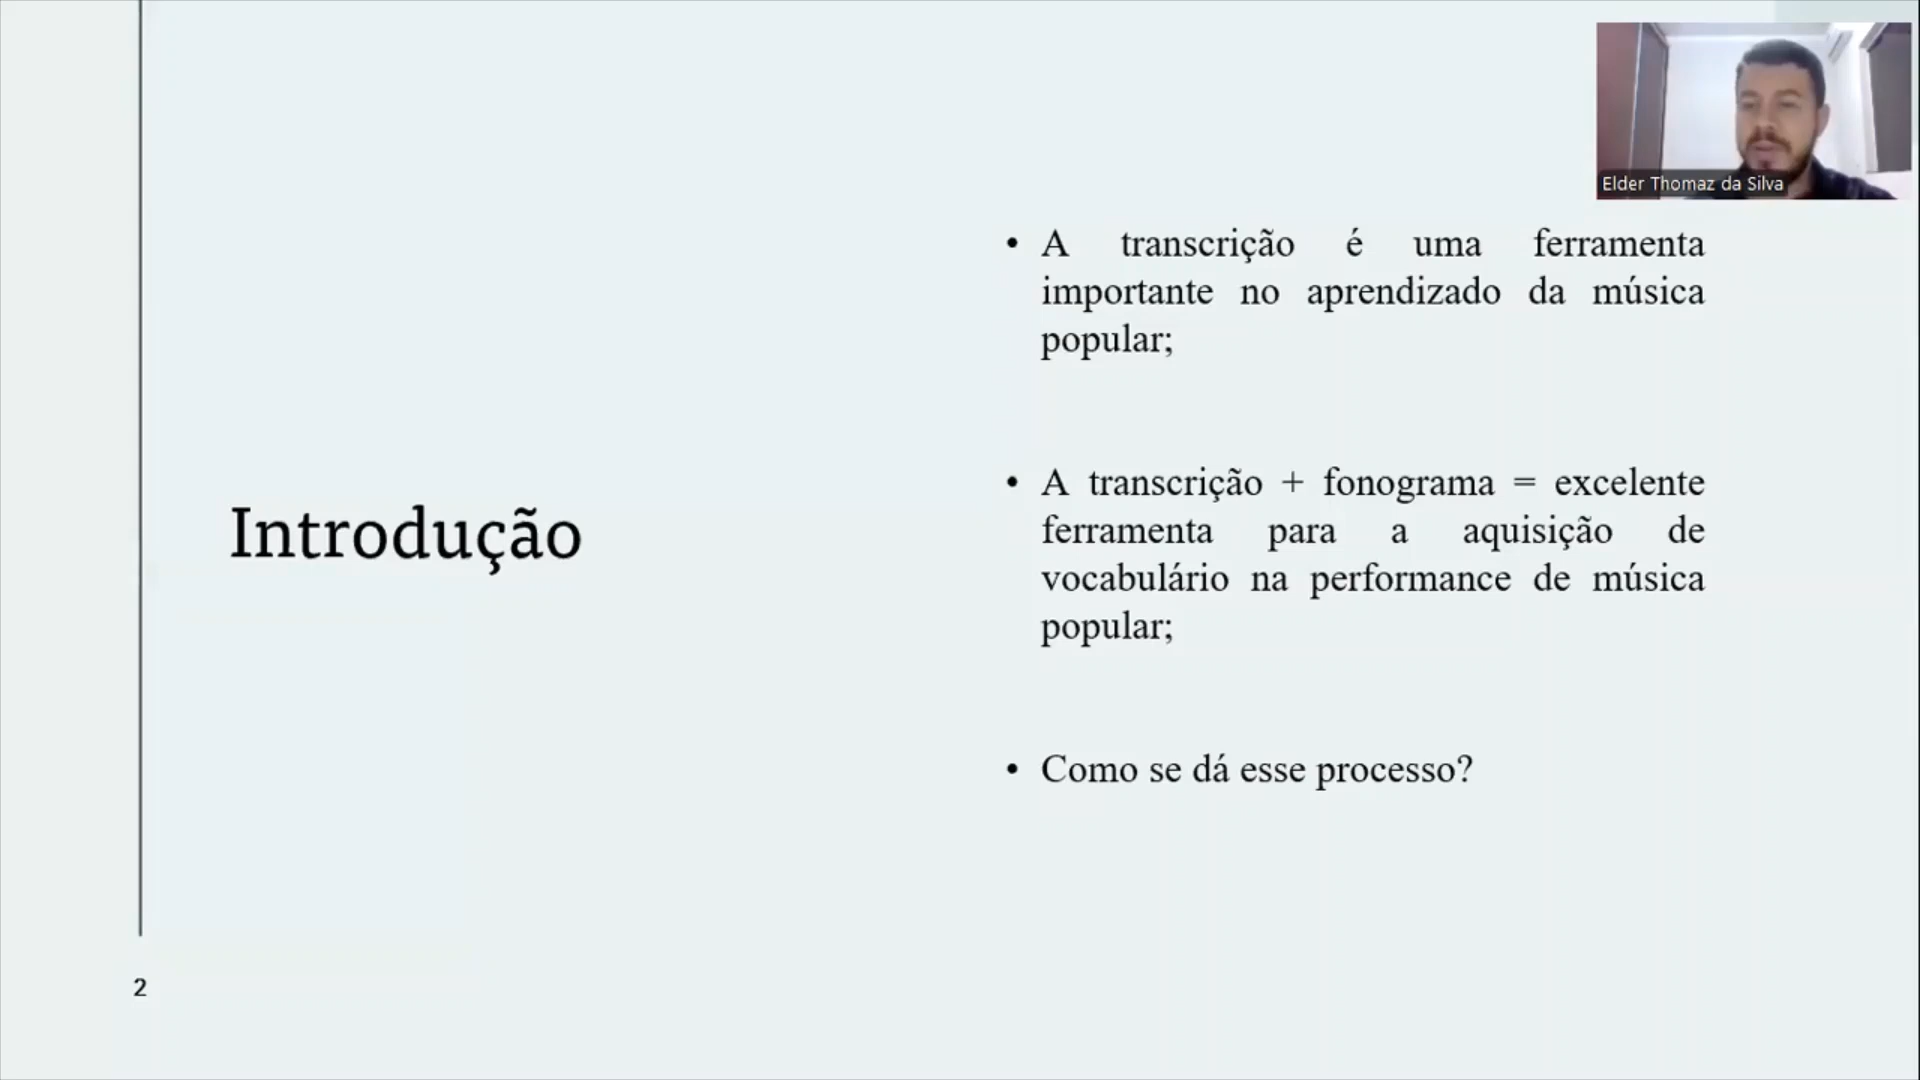 Elder Thomaz da Silva
Introdução
• A transcrição é uma ferramenta
importante no aprendizado da música
popular;
• A transcrição + fonograma = excelente
ferramenta para a aquisição de
vocabulário na performance de música
popular;
• Como se dá esse processo?
2